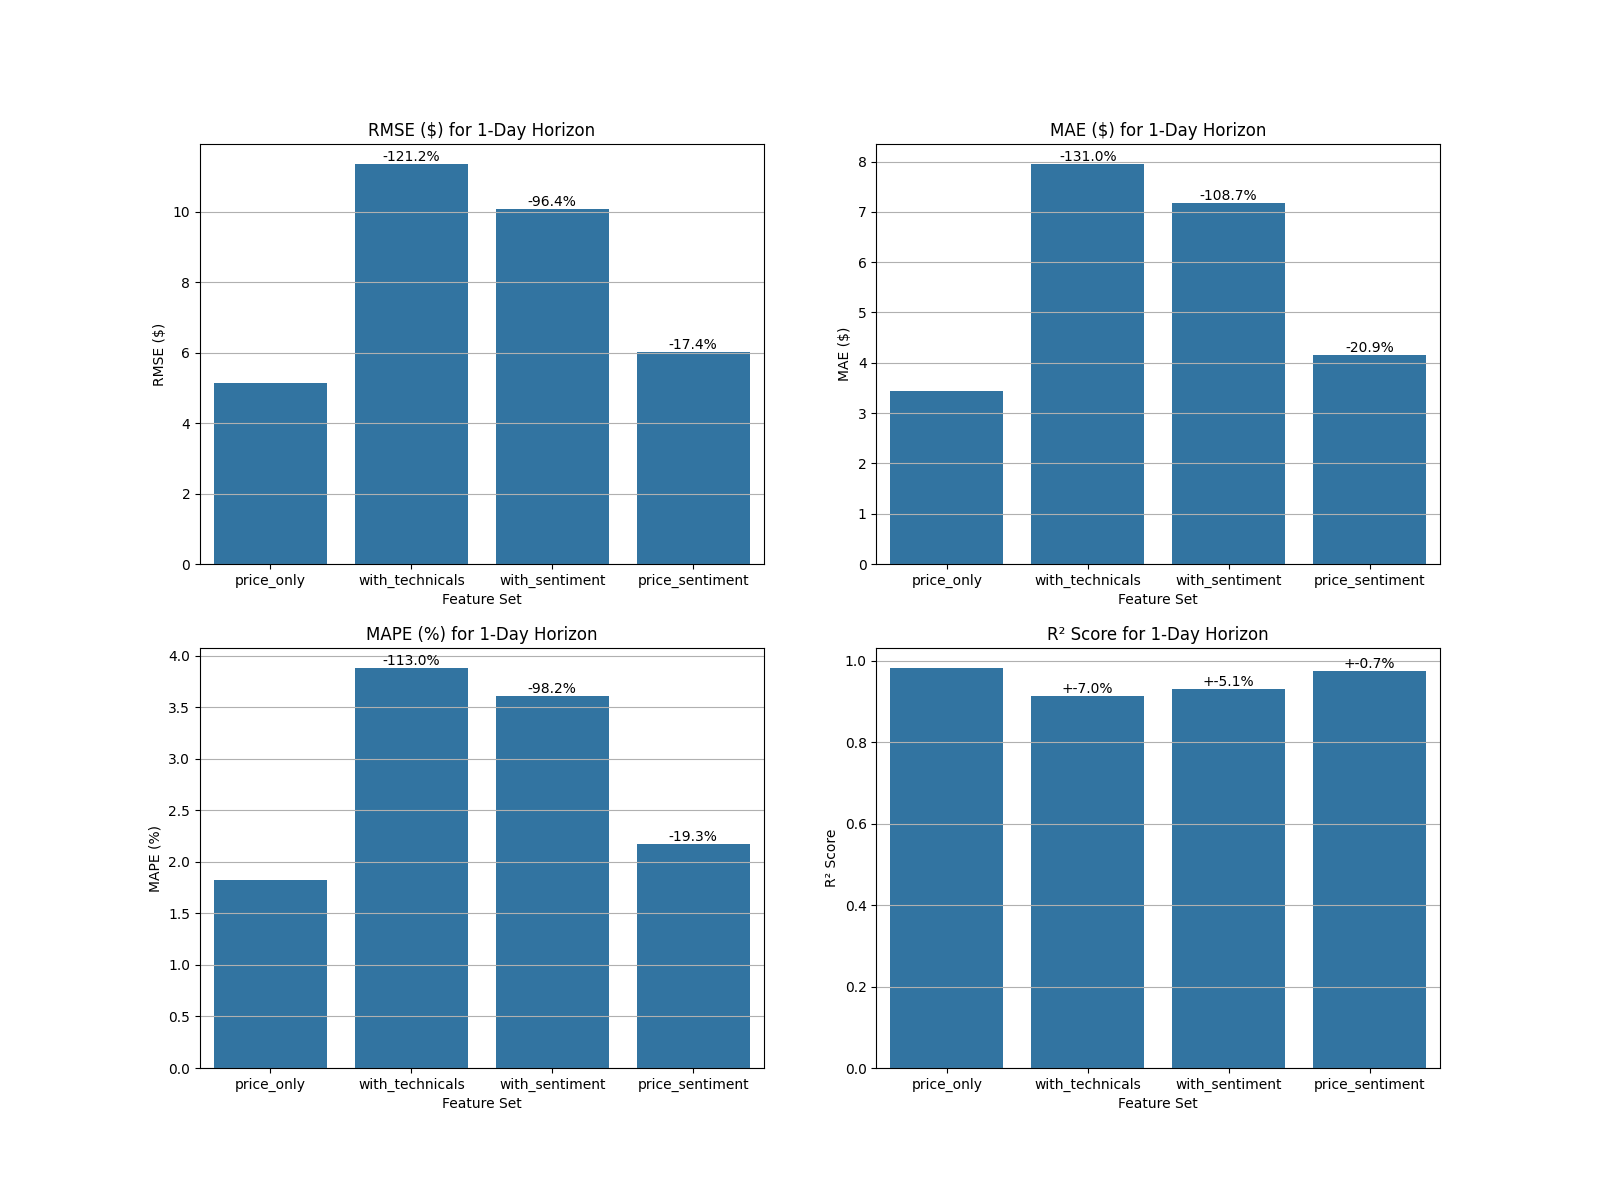 RMSE ($) for 1-Day Horizon
RMSE ($)
10
8
6
4
2
0
-121.2%
-96.4%
-17.4%
price_only with_technicals with_sentiment price_sentiment
Feature Set
MAE ($) for 1-Day Horizon
MAE ($)
8
7
6
5
4
3
2
1
0
-131.0%
-108.7%
-20.9%
price_only with_technicals with_sentiment price_sentiment
Feature Set
MAPE (%) for 1-Day Horizon
MAPE (%)
4.0
3.5
3.0
2.5
2.0
1.5
1.0
0.5
0.0
-113.0%
-98.2%
-19.3%
price_only with_technicals with_sentiment price_sentiment
Feature Set
R² Score for 1-Day Horizon
R² Score
1.0
0.8
0.6
0.4
0.2
0.0
+-7.0%
+-5.1%
+-0.7%
price_only with_technicals with_sentiment price_sentiment
Feature Set